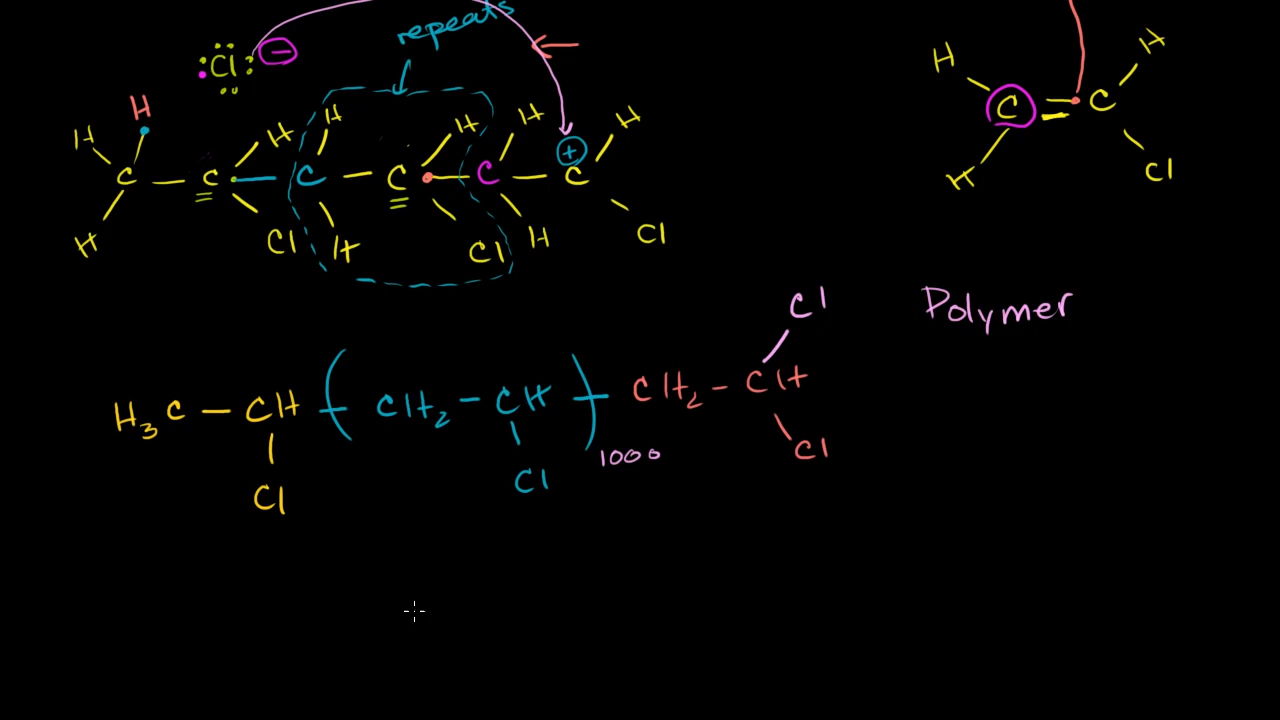 repeats
Cl −
H H H H H H H H
C — C — C — C — C — C +
H Cl H Cl H Cl
H H
C = C
H Cl
Polymer
Cl
H₃C — CH — ( CH₂ — CH )₁₀₀₀ — CH₂ — CH
Cl Cl Cl